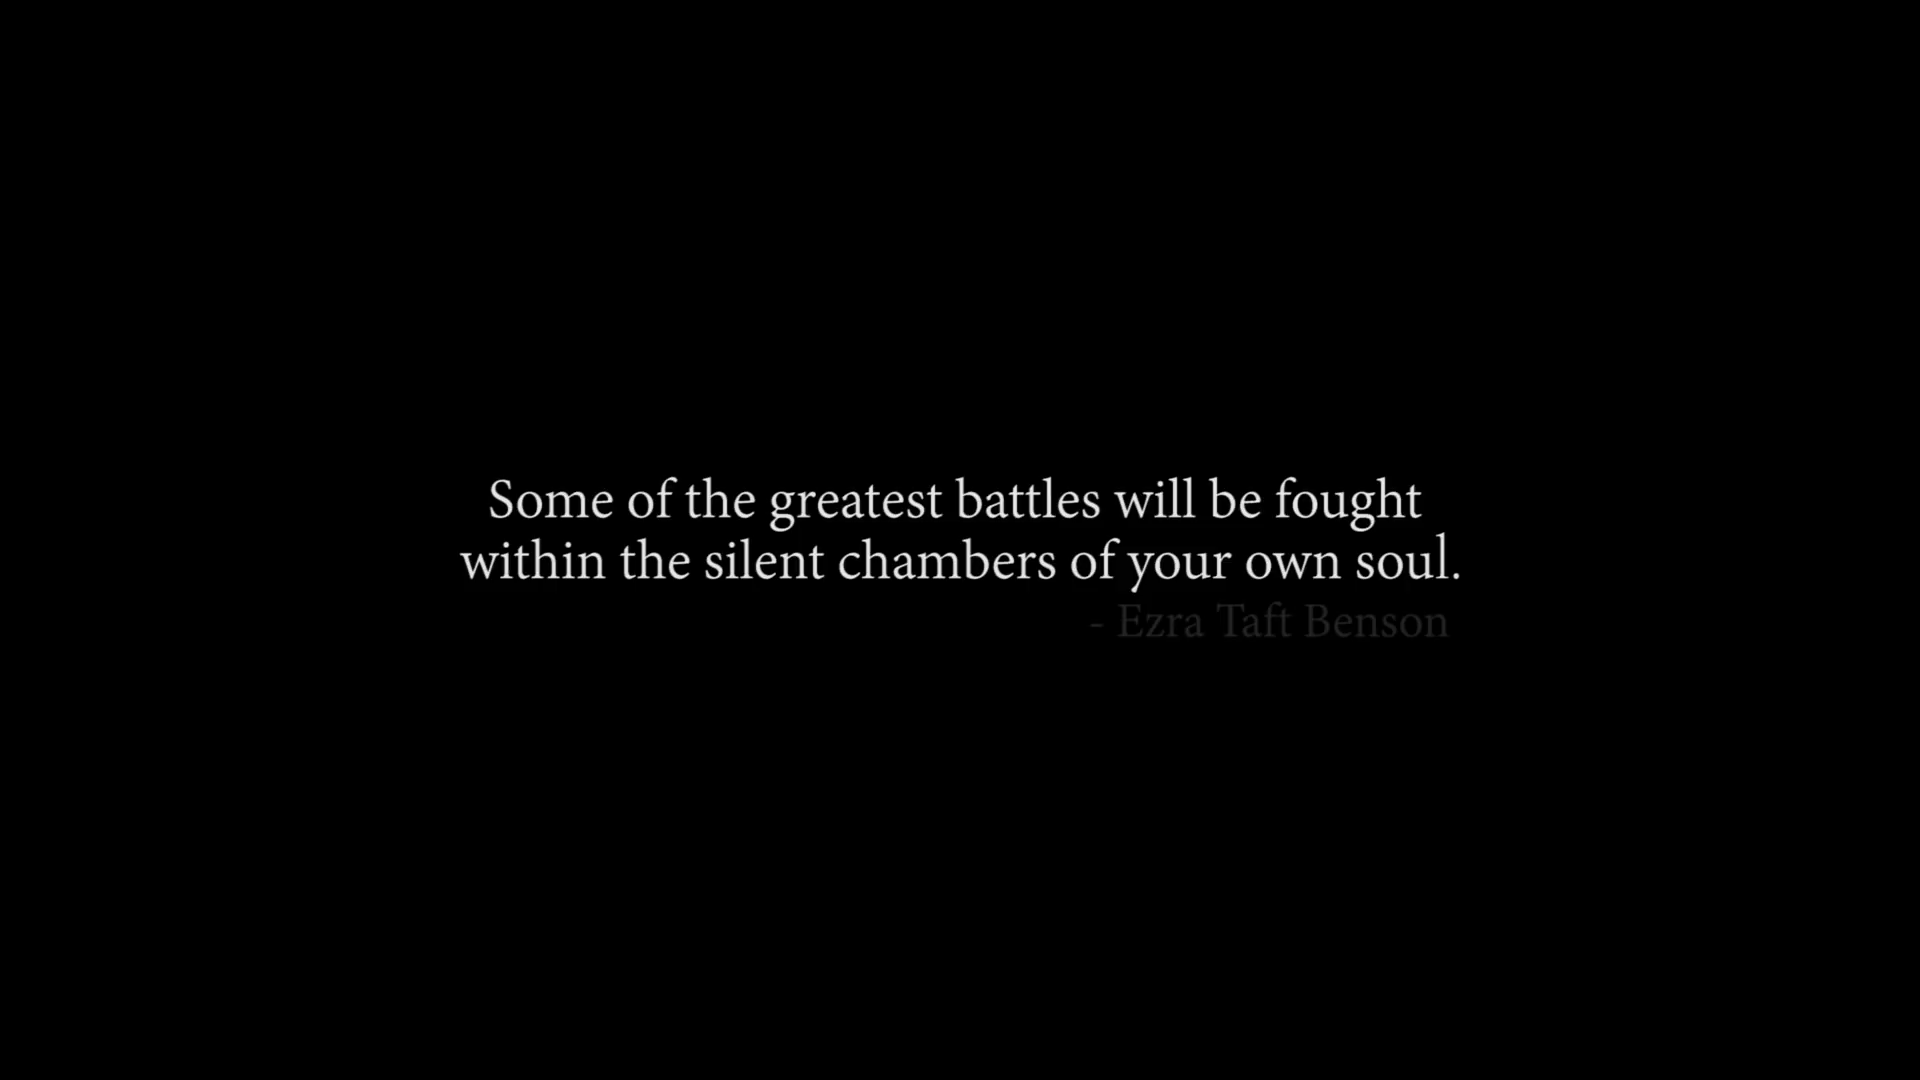 Some of the greatest battles will be fought
within the silent chambers of your own soul.
- Ezra Taft Benson